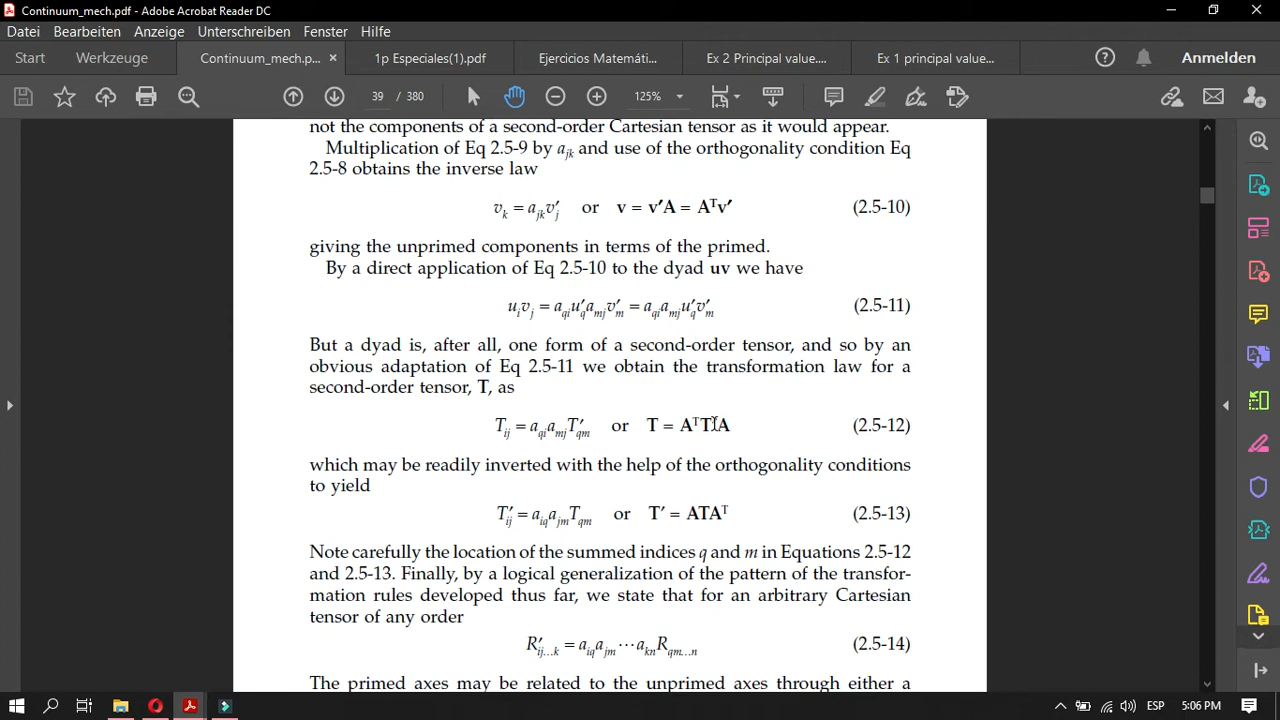 Continuum_mech.pdf - Adobe Acrobat Reader DC
Datei Bearbeiten Anzeige Unterschreiben Fenster Hilfe
Start Werkzeuge Continuum_mech.p... × 1p Especiales(1).pdf Ejercicios Matemáti... Ex 2 Principal value.... Ex 1 principal value... Anmelden
39 / 380 125%
not the components of a second-order Cartesian tensor as it would appear.
Multiplication of Eq 2.5-9 by a_jk and use of the orthogonality condition Eq
2.5-8 obtains the inverse law
v_k = a_jk v′_j or v = v′A = Aᵀv′ (2.5-10)
giving the unprimed components in terms of the primed.
By a direct application of Eq 2.5-10 to the dyad uv we have
u_i v_j = a_qi u′_q a_mj v′_m = a_qi a_mj u′_q v′_m (2.5-11)
But a dyad is, after all, one form of a second-order tensor, and so by an
obvious adaptation of Eq 2.5-11 we obtain the transformation law for a
second-order tensor, T, as
T_ij = a_qi a_mj T′_qm or T = AᵀT′A (2.5-12)
which may be readily inverted with the help of the orthogonality conditions
to yield
T′_ij = a_iq a_jm T_qm or T′ = ATAᵀ (2.5-13)
Note carefully the location of the summed indices q and m in Equations 2.5-12
and 2.5-13. Finally, by a logical generalization of the pattern of the transfor-
mation rules developed thus far, we state that for an arbitrary Cartesian
tensor of any order
R′_ij…k = a_iq a_jm ⋯ a_kn R_qm…n (2.5-14)
The primed axes may be related to the unprimed axes through either a
ESP 5:06 PM